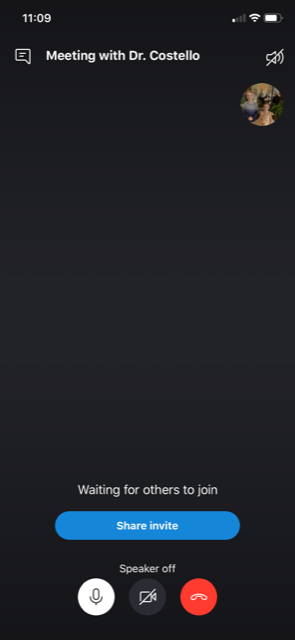 11:09
Meeting with Dr. Costello
Waiting for others to join
Share invite
Speaker off